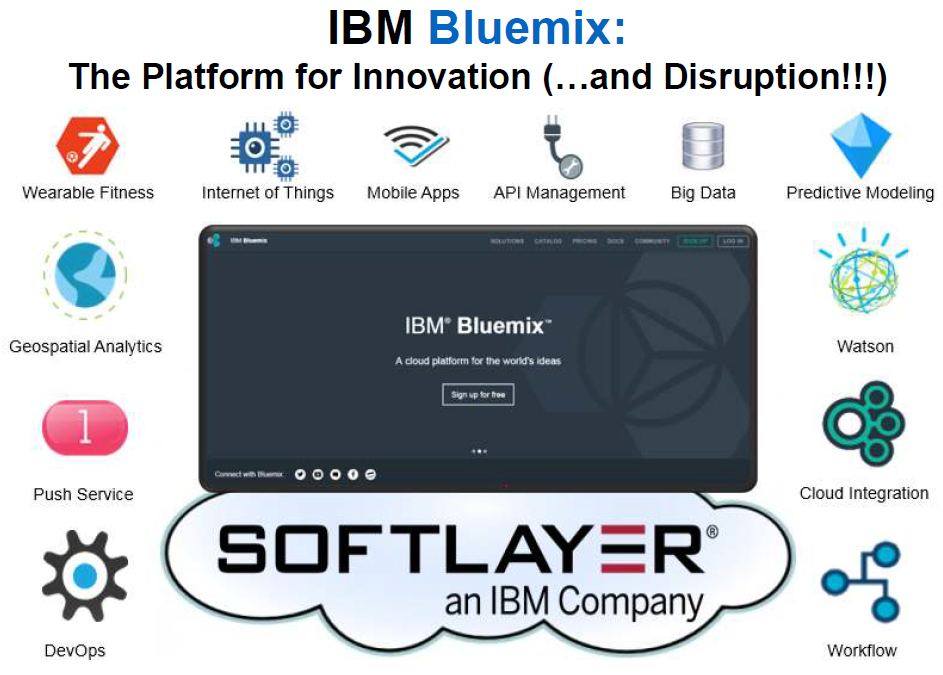 IBM Bluemix:
The Platform for Innovation (…and Disruption!!!)
Wearable Fitness
Internet of Things
Mobile Apps
API Management
Big Data
Predictive Modeling
IBM Bluemix
SOLUTIONS
CATALOG
PRICING
DOCS
COMMUNITY
SIGN UP
LOG IN
IBM® Bluemix™
A cloud platform for the world's ideas
Sign up for free
Connect with Bluemix:
Geospatial Analytics
Watson
1
Push Service
Cloud Integration
SOFTLAYER®
an IBM Company
DevOps
Workflow